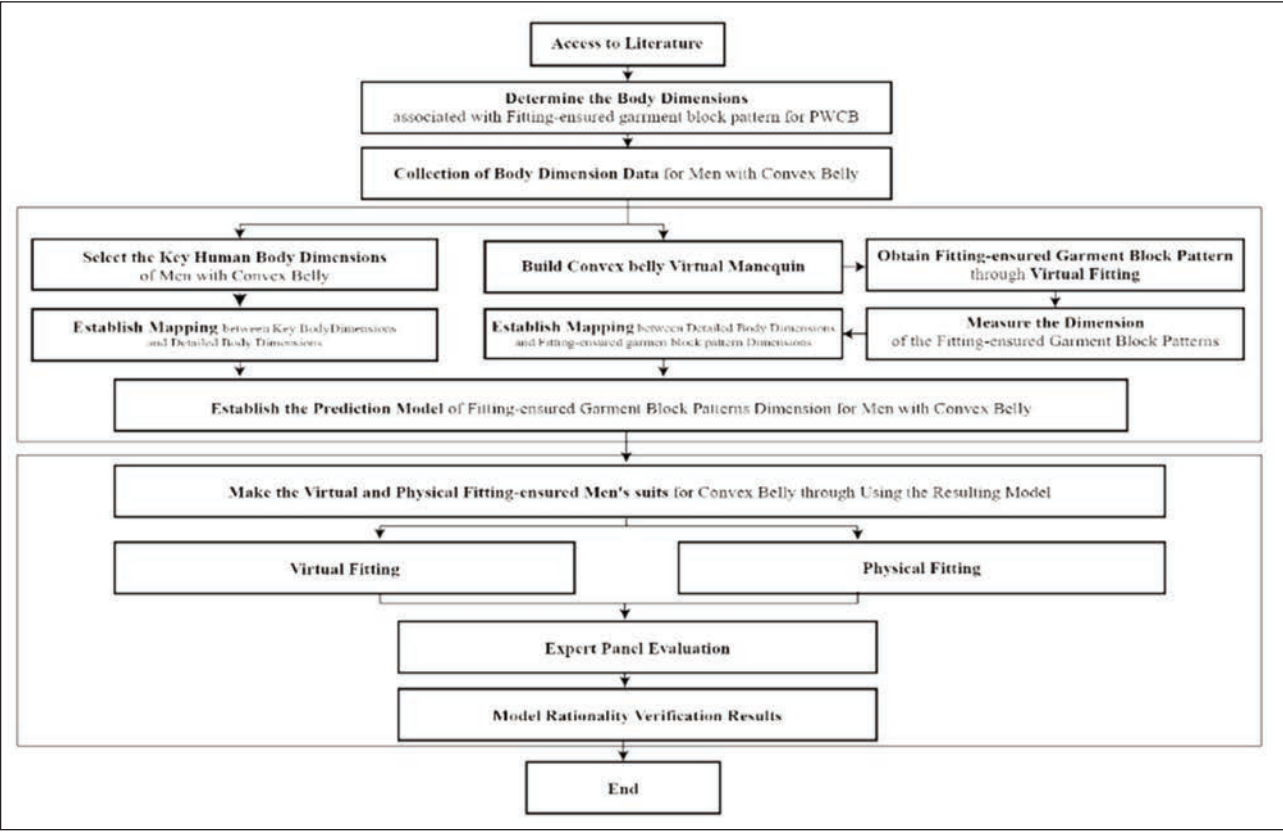 Access to Literature
Determine the Body Dimensions
associated with Fitting-ensured garment block pattern for PWCB
Collection of Body Dimension Data for Men with Convex Belly
Select the Key Human Body Dimensions
of Men with Convex Belly
Build Convex belly Virtual Manequin
Obtain Fitting-ensured Garment Block Pattern
through Virtual Fitting
Establish Mapping between Key BodyDimensions
and Detailed Body Dimensions
Establish Mapping between Detailed Body Dimensions
and Fitting-ensured garmen block pattern Dimensions
Measure the Dimension
of the Fitting-ensured Garment Block Patterns
Establish the Prediction Model of Fitting-ensured Garment Block Patterns Dimension for Men with Convex Belly
Make the Virtual and Physical Fitting-ensured Men's suits for Convex Belly through Using the Resulting Model
Virtual Fitting
Physical Fitting
Expert Panel Evaluation
Model Rationality Verification Results
End